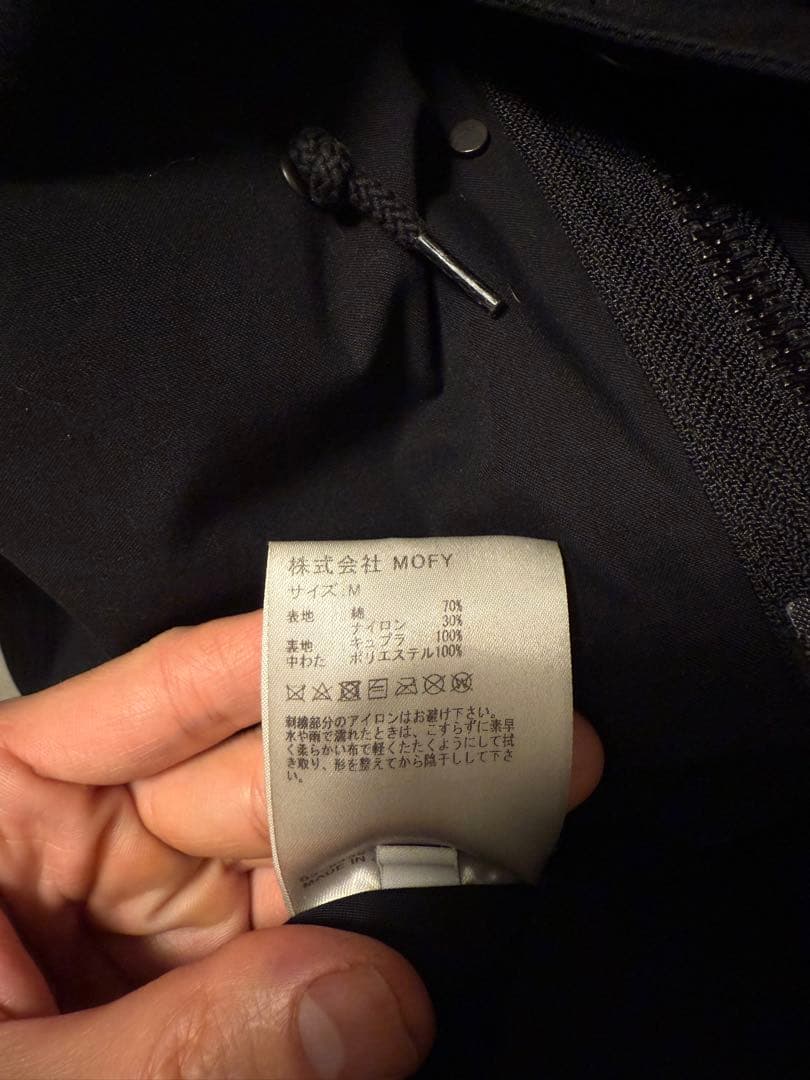 株式会社 MOFY
サイズ:M
表地 綿 70%
ナイロン 30%
裏地 キュプラ 100%
中わた ポリエステル100%
刺繍部分のアイロンはお避け下さい。
水や雨で濡れたときは、こすらずに素早
く柔らかい布で軽くたたくようにして拭
き取り、形を整えてから陰干しして下さ
い。
MADE IN